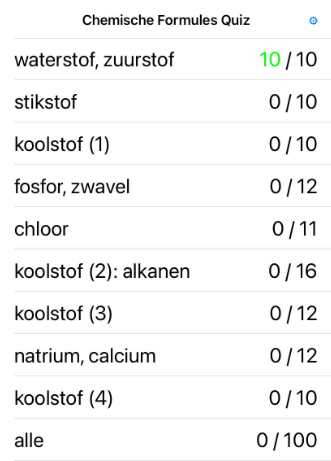 Chemische Formules Quiz
waterstof, zuurstof 10 / 10
stikstof 0 / 10
koolstof (1) 0 / 10
fosfor, zwavel 0 / 12
chloor 0 / 11
koolstof (2): alkanen 0 / 16
koolstof (3) 0 / 12
natrium, calcium 0 / 12
koolstof (4) 0 / 10
alle 0 / 100